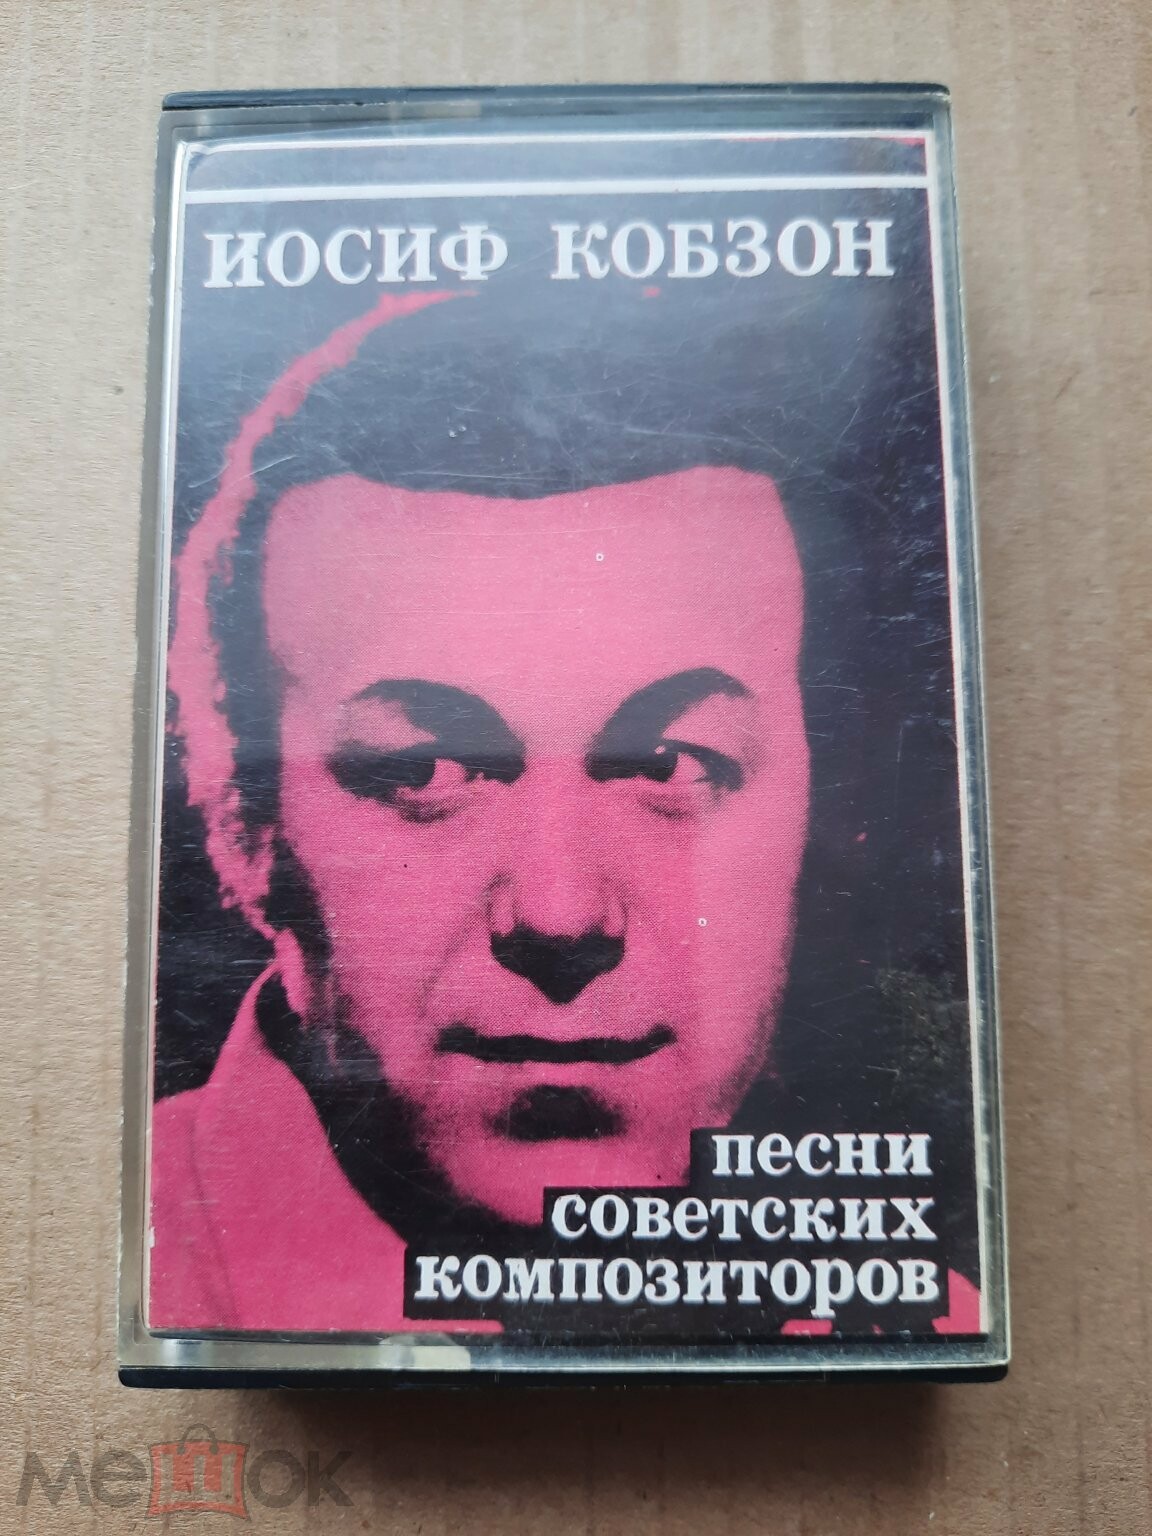 ИОСИФ КОБЗОН
песни
советских
композиторов
мешок